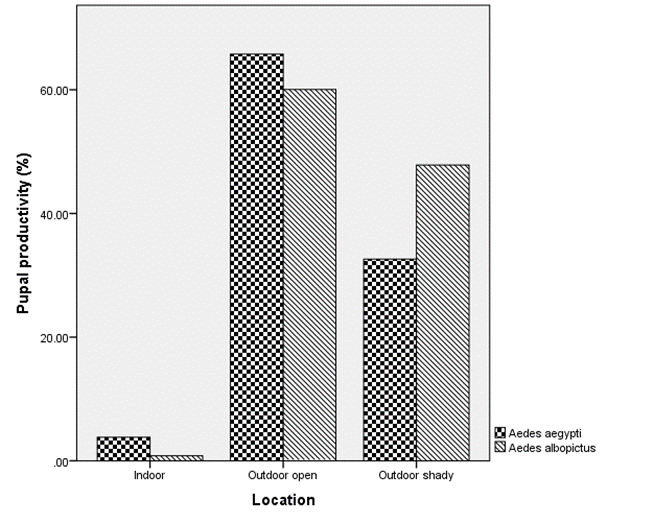 Pupal productivity (%)
60.00
40.00
20.00
.00
Indoor
Outdoor open
Outdoor shady
Location
Aedes aegypti
Aedes albopictus